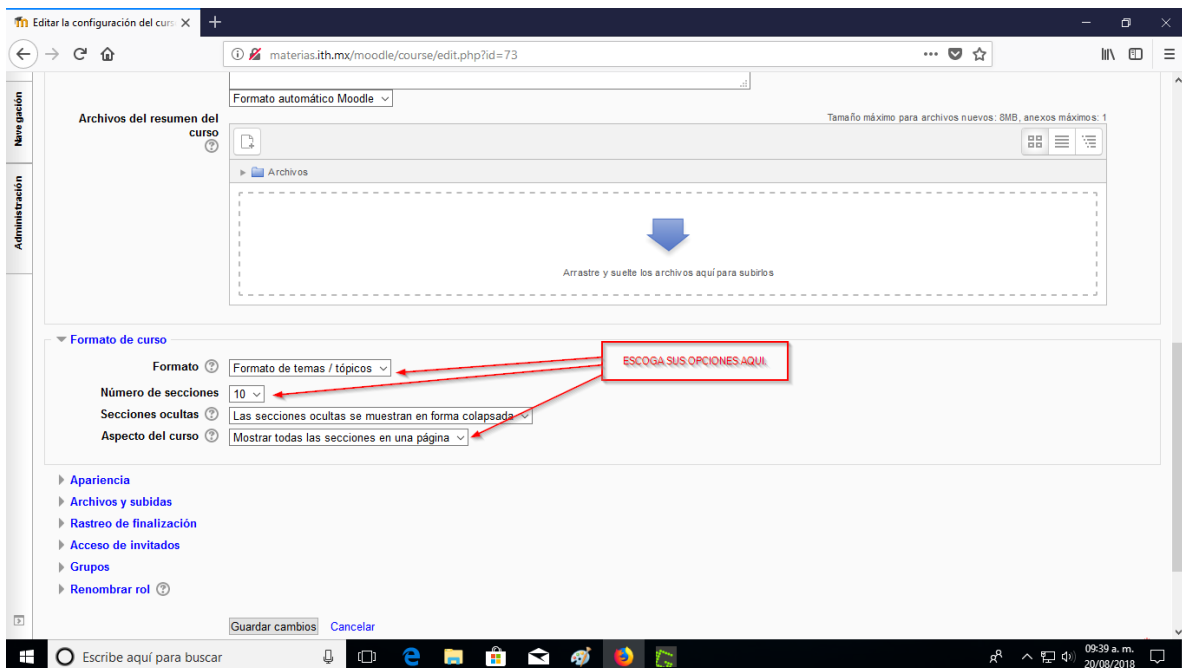 Editar la configuración del curs
materias.ith.mx/moodle/course/edit.php?id=73
Navegación
Administración
Formato automático Moodle
Archivos del resumen del curso
Tamaño máximo para archivos nuevos: 8MB, anexos máximos: 1
Archivos
Arrastre y suelte los archivos aquí para subirlos
Formato de curso
ESCOGA SUS OPCIONES AQUI.
Formato Formato de temas / tópicos
Número de secciones 10
Secciones ocultas Las secciones ocultas se muestran en forma colapsada
Aspecto del curso Mostrar todas las secciones en una página
Apariencia
Archivos y subidas
Rastreo de finalización
Acceso de invitados
Grupos
Renombrar rol
Guardar cambios Cancelar
Escribe aquí para buscar
09:39 a. m.
20/08/2018